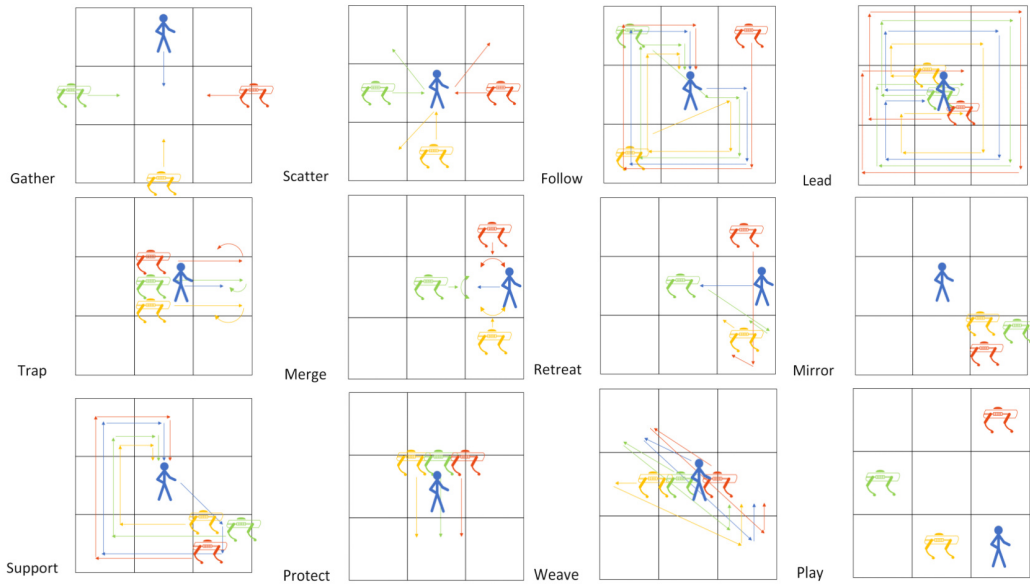 Gather
Scatter
Follow
Lead
Trap
Merge
Retreat
Mirror
Support
Protect
Weave
Play